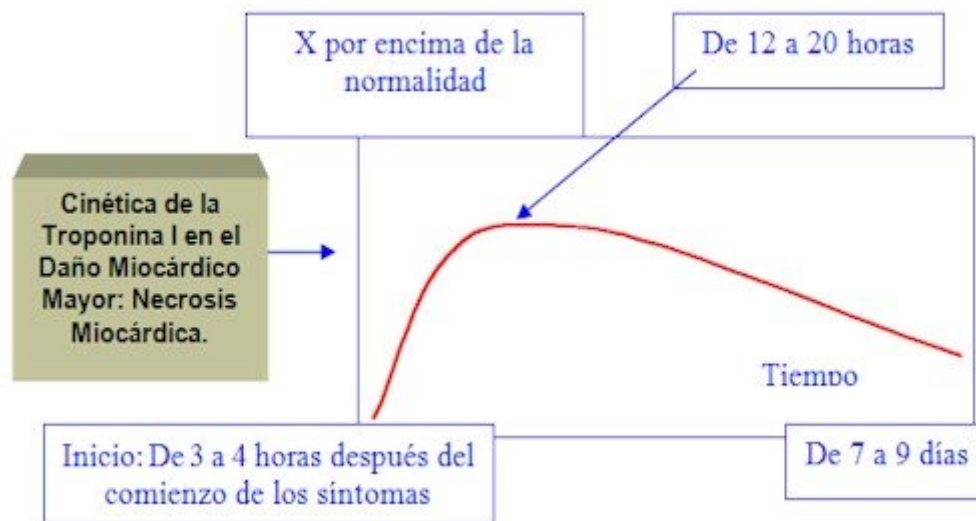 X por encima de la
normalidad
De 12 a 20 horas
Cinética de la
Troponina I en el
Daño Miocárdico
Mayor: Necrosis
Miocárdica.
Tiempo
Inicio: De 3 a 4 horas después del
comienzo de los síntomas
De 7 a 9 días